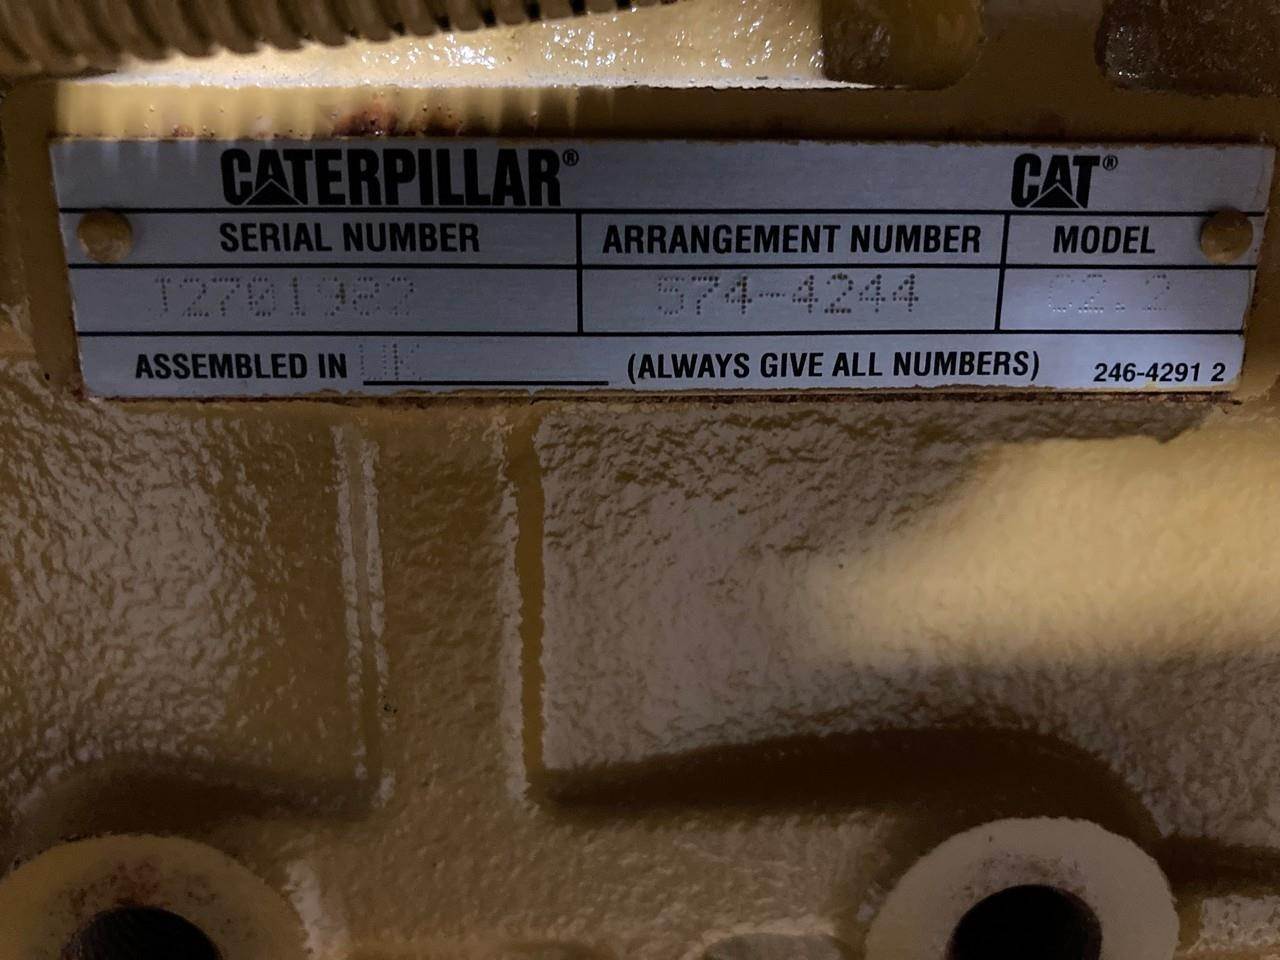 CATERPILLAR® CAT®
SERIAL NUMBER ARRANGEMENT NUMBER MODEL
J2701982 574-4244 C2.2
ASSEMBLED IN UK (ALWAYS GIVE ALL NUMBERS) 246-4291 2